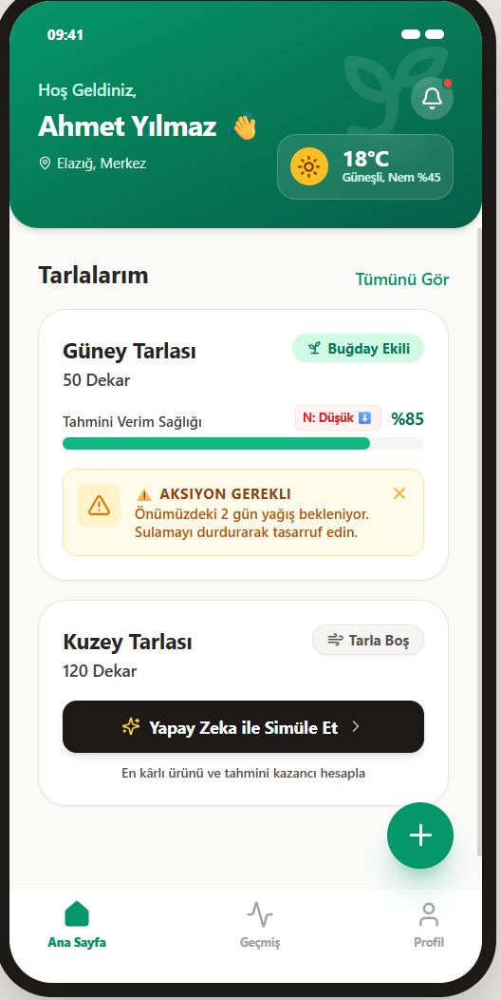 09:41
Hoş Geldiniz,
Ahmet Yılmaz 👋
Elazığ, Merkez
18°C
Güneşli, Nem %45
Tarlalarım
Tümünü Gör
Güney Tarlası
Buğday Ekili
50 Dekar
Tahmini Verim Sağlığı
N: Düşük ⬇️
%85
⚠️ AKSIYON GEREKLI
Önümüzdeki 2 gün yağış bekleniyor.
Sulamayı durdurarak tasarruf edin.
Kuzey Tarlası
Tarla Boş
120 Dekar
Yapay Zeka ile Simüle Et
En kârlı ürünü ve tahmini kazancı hesapla
Ana Sayfa
Geçmiş
Profil